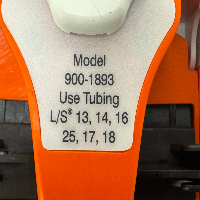 Model
900-1893
Use Tubing
L/S® 13, 14, 16
25, 17, 18